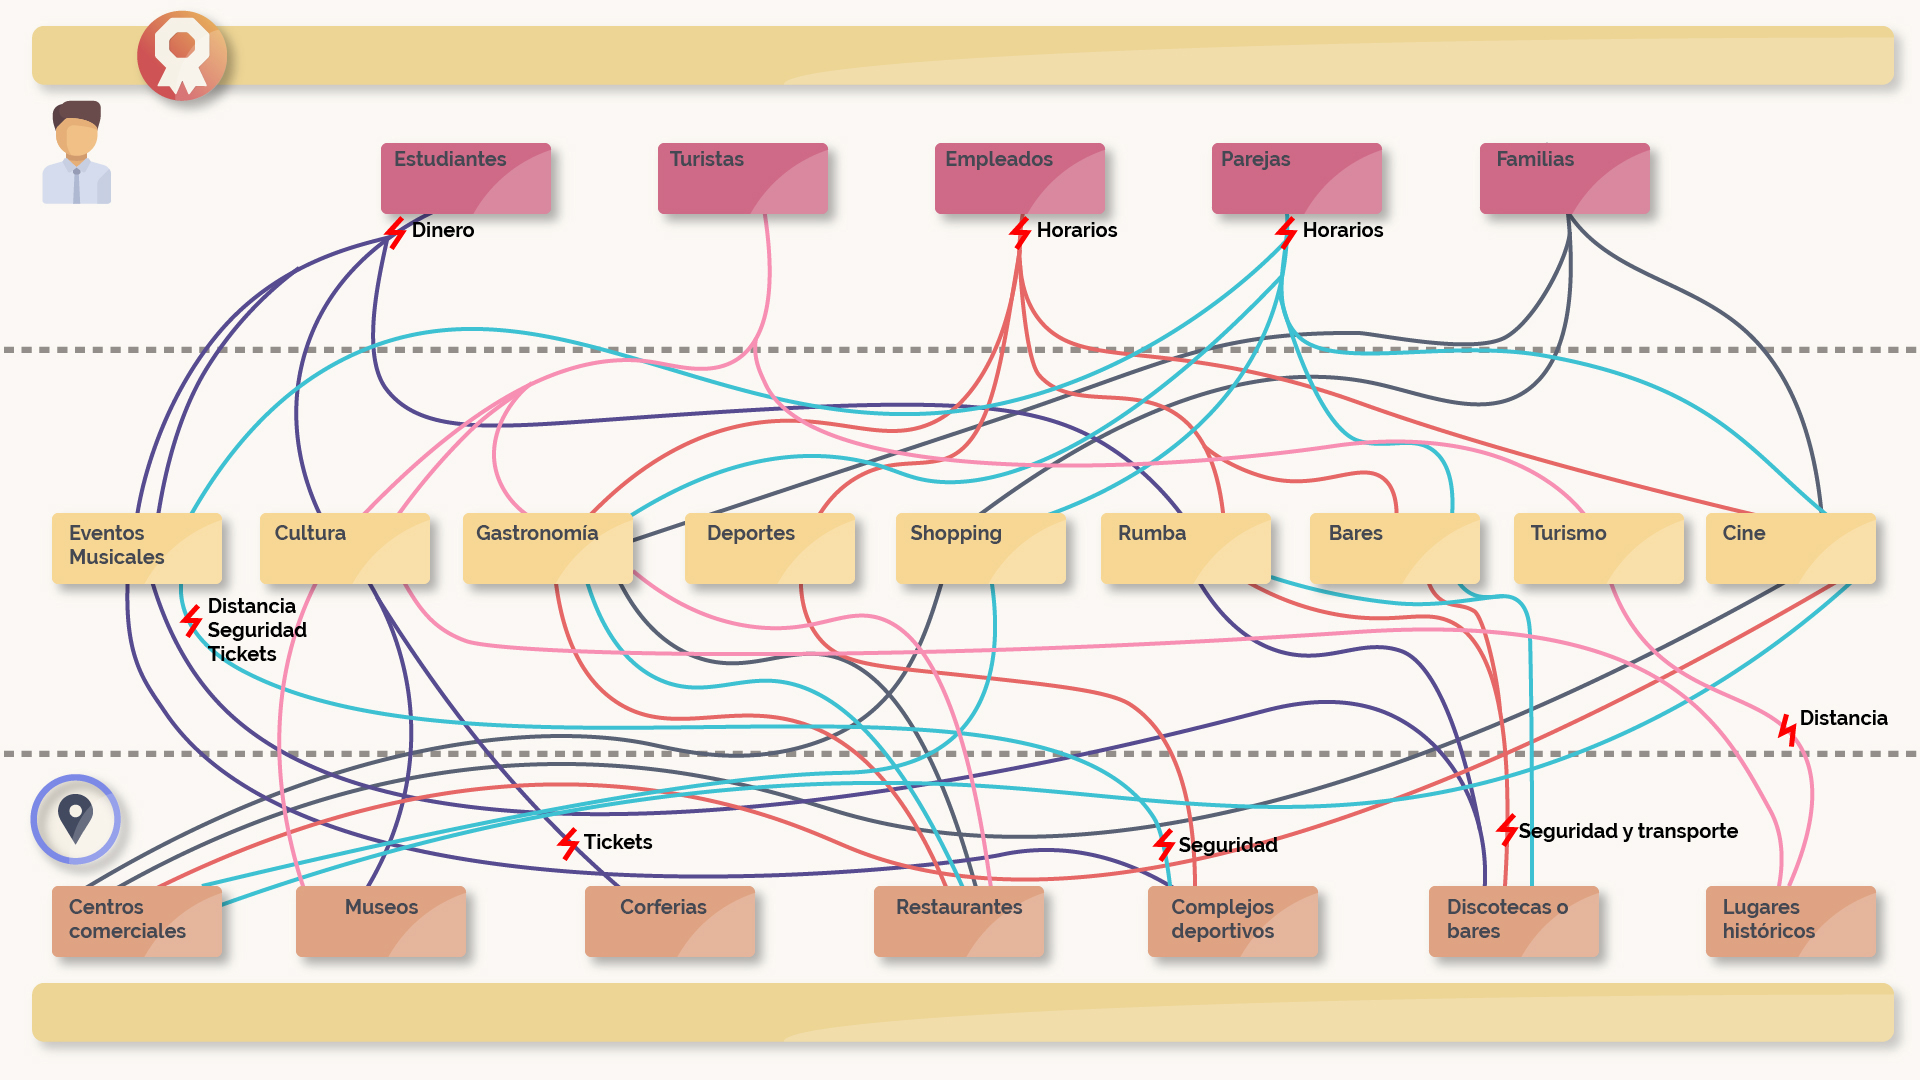 Estudiantes
Turistas
Empleados
Parejas
Familias
Dinero
Horarios
Horarios
Eventos
Musicales
Cultura
Gastronomía
Deportes
Shopping
Rumba
Bares
Turismo
Cine
Distancia
Seguridad
Tickets
Distancia
Tickets
Seguridad
Seguridad y transporte
Centros
comerciales
Museos
Corferias
Restaurantes
Complejos
deportivos
Discotecas o
bares
Lugares
históricos